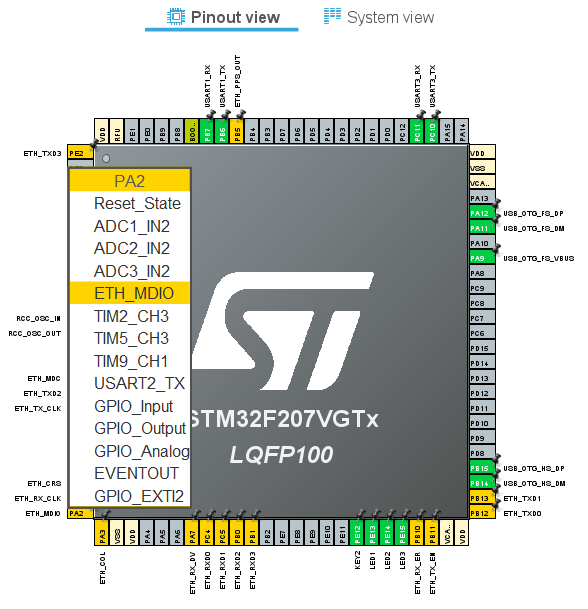 Pinout view
System view
USART1_RX
USART1_TX
ETH_PPS_OUT
USART3_RX
USART3_TX
VDD
RFU
PE1
PE0
PB9
PB8
BOO..
PB7
PB6
PB5
PB4
PB3
PD7
PD6
PD5
PD4
PD3
PD2
PD1
PD0
PC12
PC11
PC10
PA15
PA14
ETH_TXD3
PE2
PA2
Reset_State
ADC1_IN2
ADC2_IN2
ADC3_IN2
ETH_MDIO
TIM2_CH3
TIM5_CH3
TIM9_CH1
USART2_TX
GPIO_Input
GPIO_Output
GPIO_Analog
EVENTOUT
GPIO_EXTI2
RCC_OSC_IN
RCC_OSC_OUT
ETH_MDC
ETH_TXD2
ETH_TX_CLK
ETH_CRS
ETH_RX_CLK
ETH_MDIO
PA2
STM32F207VGTx
LQFP100
VDD
VSS
VCA..
PA13
PA12 USB_OTG_FS_DP
PA11 USB_OTG_FS_DM
PA10
PA9 USB_OTG_FS_VBUS
PA8
PC9
PC8
PC7
PC6
PD15
PD14
PD13
PD12
PD11
PD10
PD9
PD8
PB15 USB_OTG_HS_DP
PB14 USB_OTG_HS_DM
PB13 ETH_TXD1
PB12 ETH_TXD0
PA3
VSS
VDD
PA4
PA5
PA6
PA7
PC4
PC5
PB0
PB1
PB2
PE7
PE8
PE9
PE10
PE11
PE12
PE13
PE14
PE15
PB10
PB11
VCA..
VDD
ETH_COL
ETH_RX_DV
ETH_RXD0
ETH_RXD1
ETH_RXD2
ETH_RXD3
KEY2
LED1
LED2
LED3
ETH_RX_ER
ETH_TX_EN